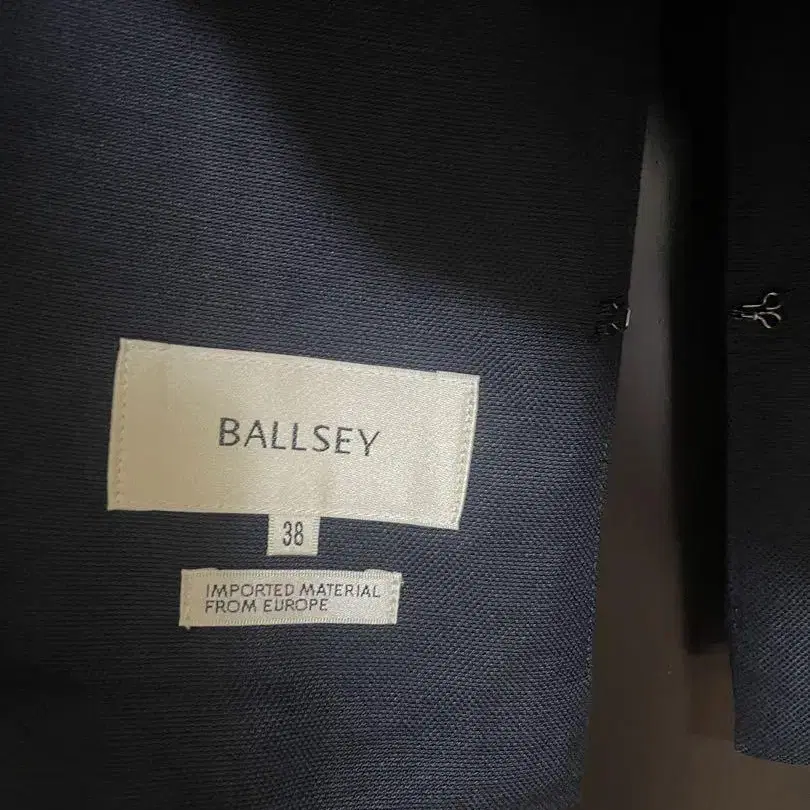 BALLSEY
38
IMPORTED MATERIAL
FROM EUROPE